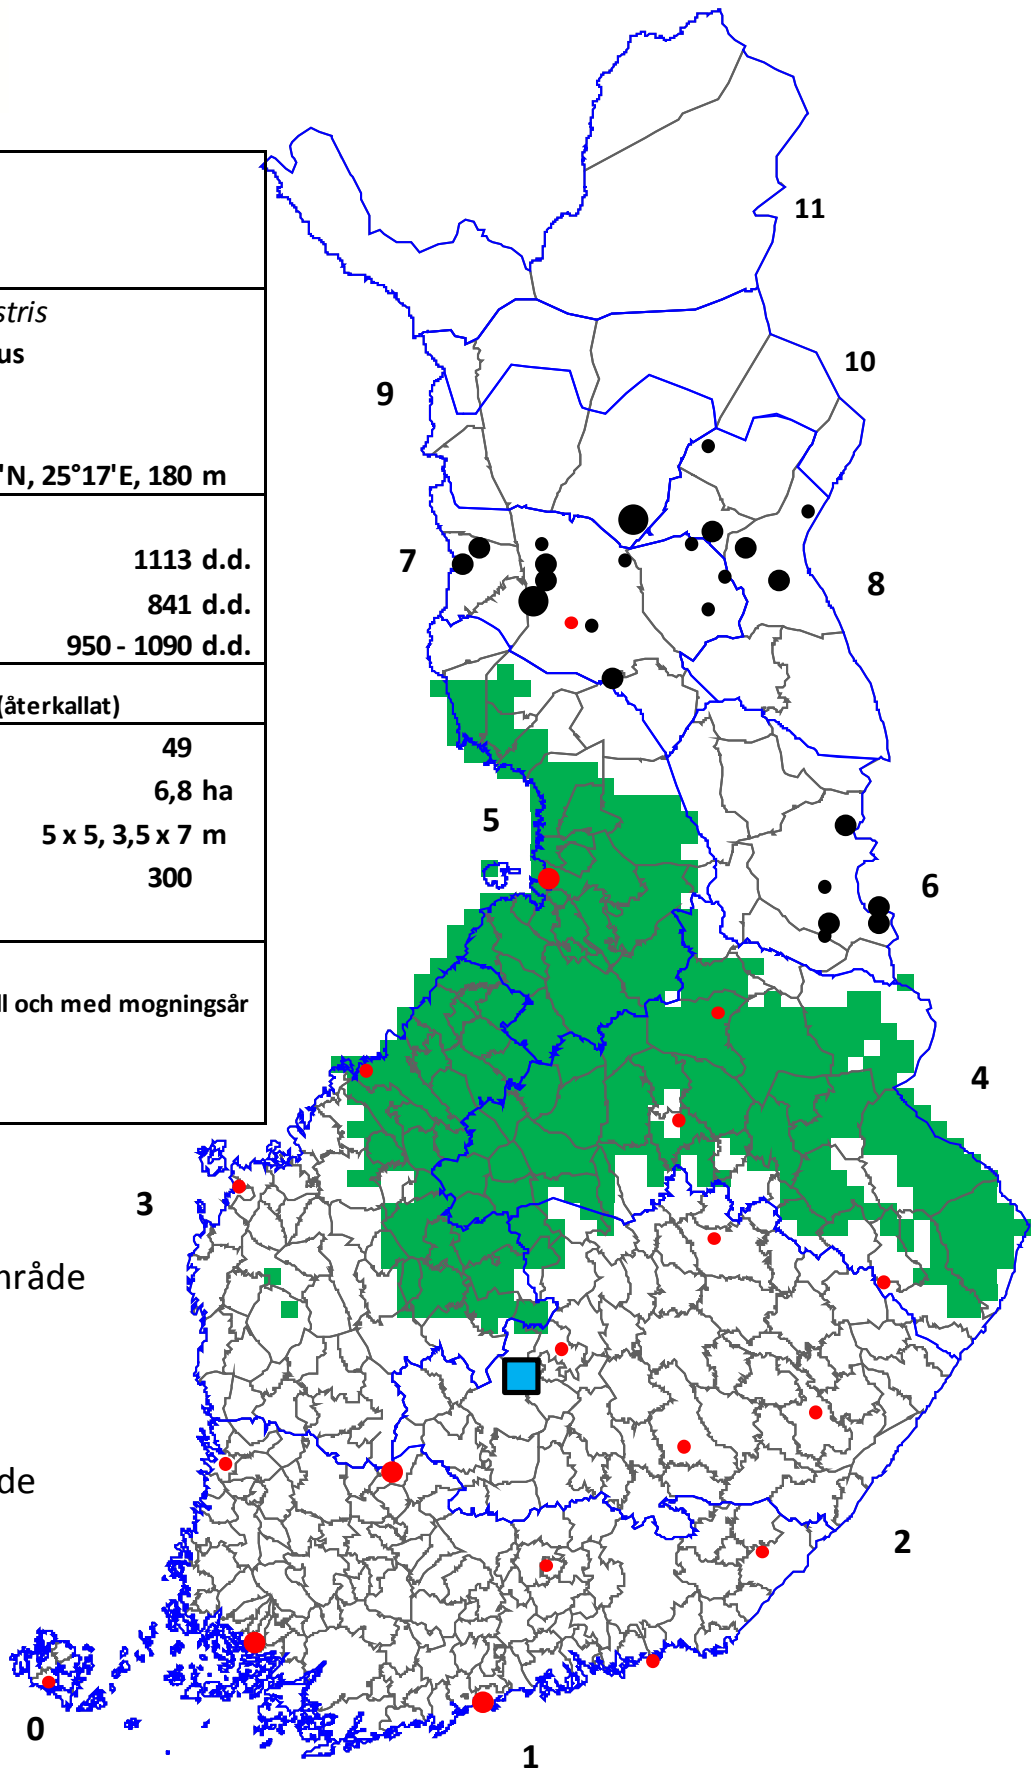 stris
us
'N, 25°17'E, 180 m
1113 d.d.
841 d.d.
950 - 1090 d.d.
(återkallat)
49
6,8 ha
5 x 5, 3,5 x 7 m
300
ll och med mogningsår
nråde
de
11
10
9
8
7
6
5
4
3
2
1
0